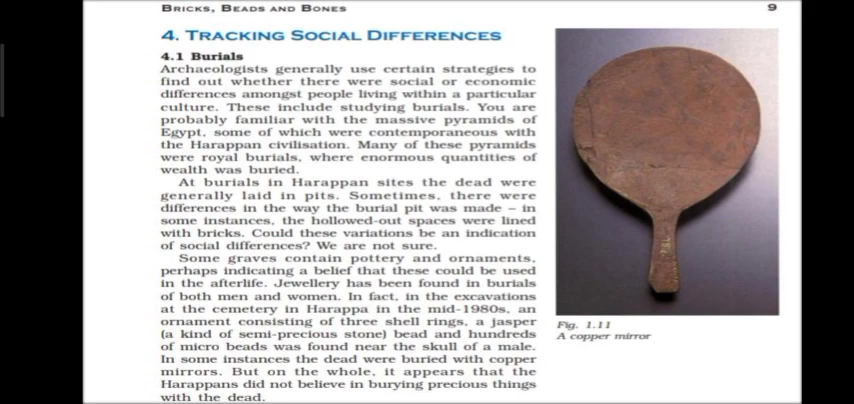 BRICKS, BEADS AND BONES
9
4. TRACKING SOCIAL DIFFERENCES
4.1 Burials
Archaeologists generally use certain strategies to
find out whether there were social or economic
differences amongst people living within a particular
culture. These include studying burials. You are
probably familiar with the massive pyramids of
Egypt, some of which were contemporaneous with
the Harappan civilisation. Many of these pyramids
were royal burials, where enormous quantities of
wealth was buried.
At burials in Harappan sites the dead were
generally laid in pits. Sometimes, there were
differences in the way the burial pit was made – in
some instances, the hollowed-out spaces were lined
with bricks. Could these variations be an indication
of social differences? We are not sure.
Some graves contain pottery and ornaments,
perhaps indicating a belief that these could be used
in the afterlife. Jewellery has been found in burials
of both men and women. In fact, in the excavations
at the cemetery in Harappa in the mid-1980s, an
ornament consisting of three shell rings, a jasper
(a kind of semi-precious stone) bead and hundreds
of micro beads was found near the skull of a male.
In some instances the dead were buried with copper
mirrors. But on the whole, it appears that the
Harappans did not believe in burying precious things
with the dead.
Fig. 1.11
A copper mirror